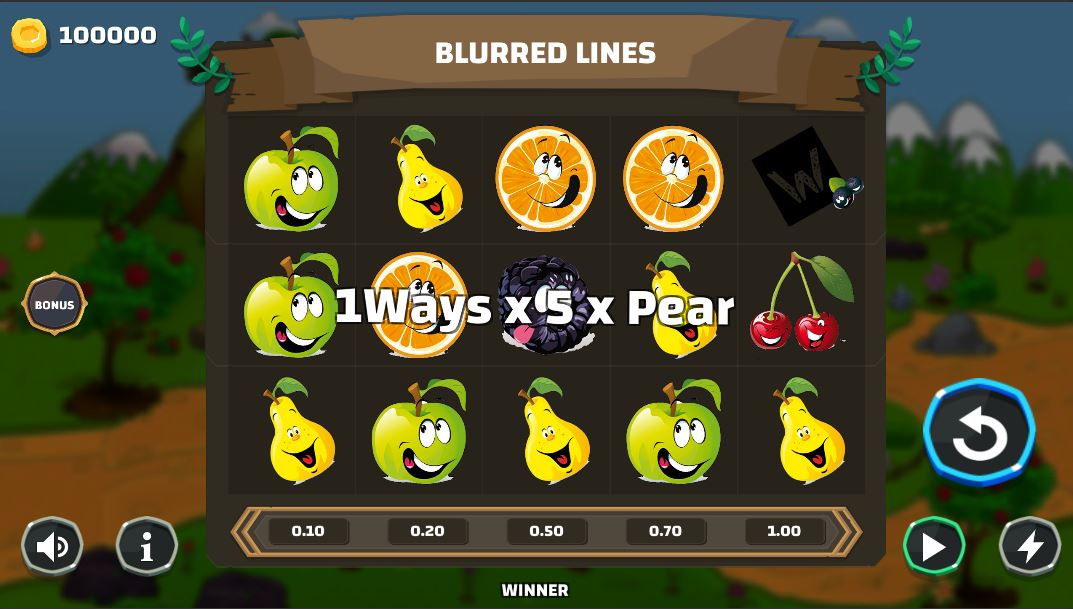 100000
BLURRED LINES
W
BONUS
1Ways x 5 x Pear
0.10 0.20 0.50 0.70 1.00
WINNER